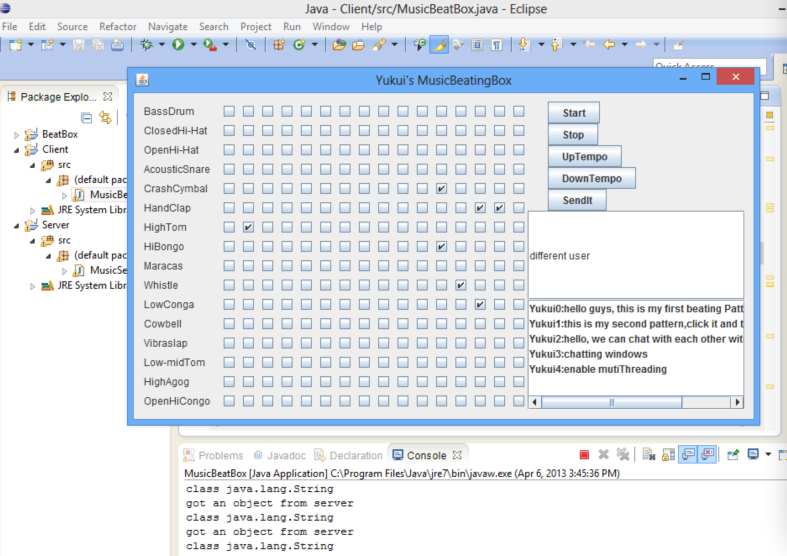 Java - Client/src/MusicBeatBox.java - Eclipse
File Edit Source Refactor Navigate Search Project Run Window Help
Quick Access
Yukui's MusicBeatingBox
Package Explo...
BeatBox
Client
src
(default pac
MusicBe
JRE System Libr
Server
src
(default pac
MusicSe
JRE System Libr
BassDrum
ClosedHi-Hat
OpenHi-Hat
AcousticSnare
CrashCymbal
HandClap
HighTom
HiBongo
Maracas
Whistle
LowConga
Cowbell
Vibraslap
Low-midTom
HighAgog
OpenHiCongo
Start
Stop
UpTempo
DownTempo
SendIt
different user
Yukui0:hello guys, this is my first beating Patt
Yukui1:this is my second pattern,click it and t
Yukui2:hello, we can chat with each other wit
Yukui3:chatting windows
Yukui4:enable mutiThreading
Problems @ Javadoc Declaration Console
MusicBeatBox [Java Application] C:\Program Files\Java\jre7\bin\javaw.exe (Apr 6, 2013 3:45:36 PM)
class java.lang.String
got an object from server
class java.lang.String
got an object from server
class java.lang.String